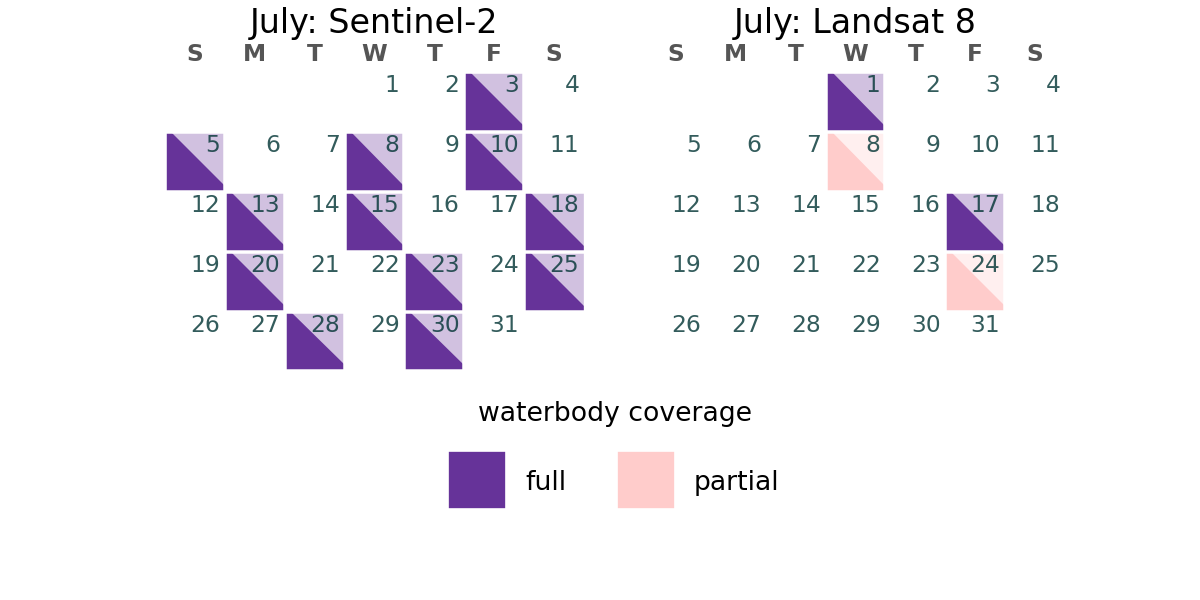 July: Sentinel-2
S M T W T F S
1 2 3 4
5 6 7 8 9 10 11
12 13 14 15 16 17 18
19 20 21 22 23 24 25
26 27 28 29 30 31
July: Landsat 8
S M T W T F S
1 2 3 4
5 6 7 8 9 10 11
12 13 14 15 16 17 18
19 20 21 22 23 24 25
26 27 28 29 30 31
waterbody coverage
full partial